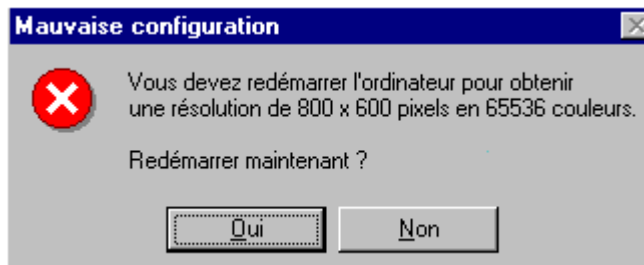 Mauvaise configuration
Vous devez redémarrer l'ordinateur pour obtenir
une résolution de 800 x 600 pixels en 65536 couleurs.
Redémarrer maintenant ?
Oui
Non